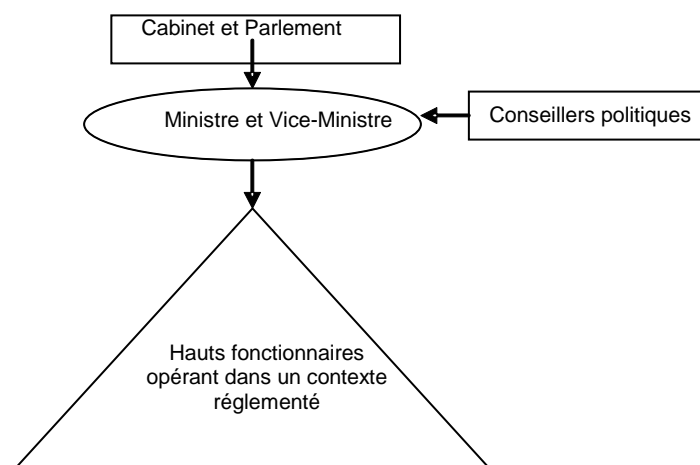 Cabinet et Parlement
Ministre et Vice-Ministre
Conseillers politiques
Hauts fonctionnaires
opérant dans un contexte
réglementé